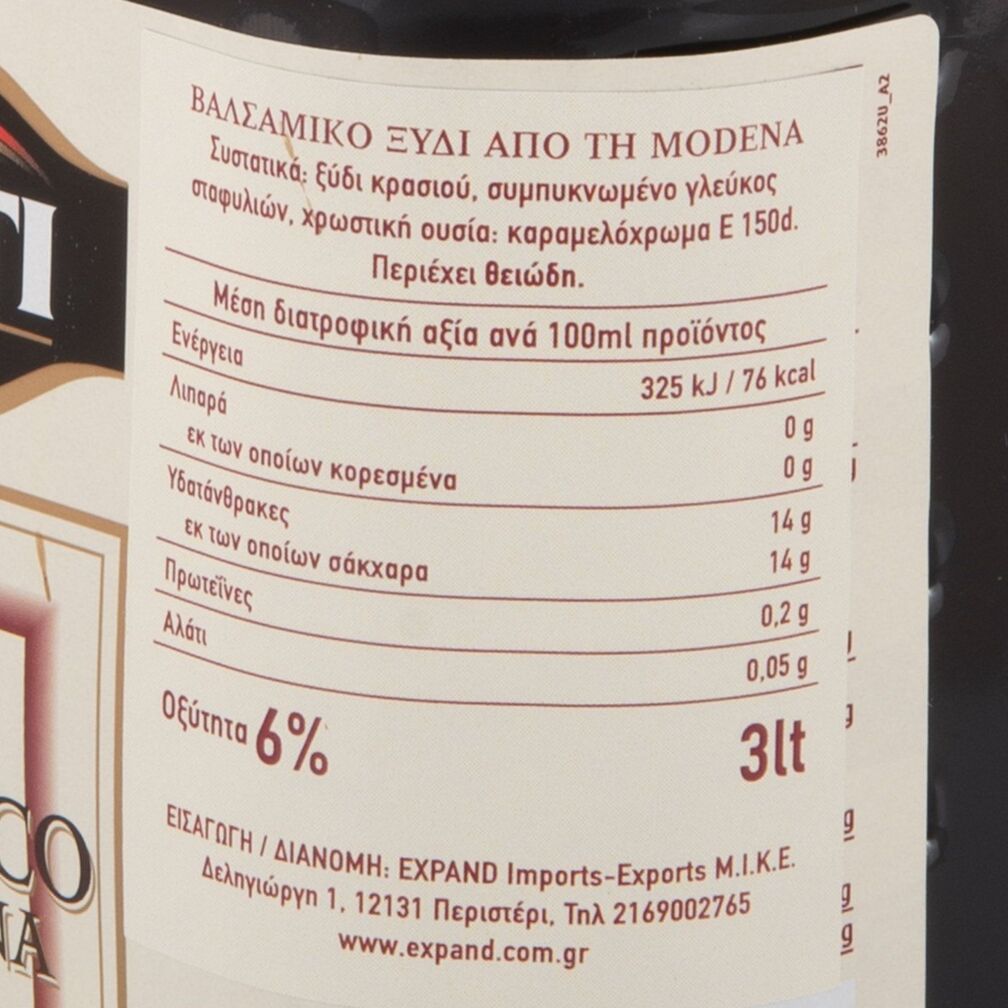 ΒΑΛΣΑΜΙΚΟ ΞΥΔΙ ΑΠΟ ΤΗ MODENA
Συστατικά: ξύδι κρασιού, συμπυκνωμένο γλεύκος
σταφυλιών, χρωστική ουσία: καραμελόχρωμα Ε 150d.
Περιέχει θειώδη.
Μέση διατροφική αξία ανά 100ml προϊόντος
Ενέργεια 325 kJ / 76 kcal
Λιπαρά 0 g
εκ των οποίων κορεσμένα 0 g
Υδατάνθρακες 14 g
εκ των οποίων σάκχαρα 14 g
Πρωτεΐνες 0,2 g
Αλάτι 0,05 g
Οξύτητα 6% 3lt
ΕΙΣΑΓΩΓΗ / ΔΙΑΝΟΜΗ: EXPAND Imports-Exports Μ.Ι.Κ.Ε.
Δεληγιώργη 1, 12131 Περιστέρι, Τηλ 2169002765
www.expand.com.gr
3862U_A2
TI
CO
NA